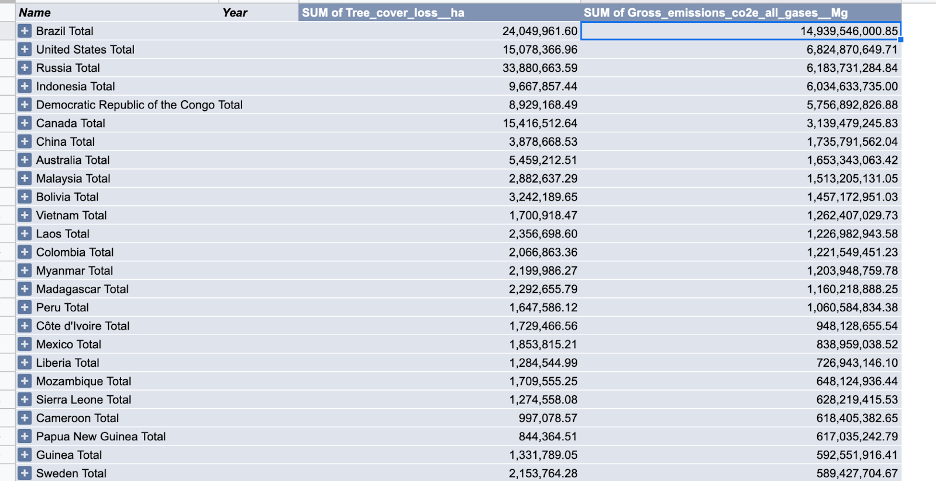 Name Year SUM of Tree_cover_loss__ha SUM of Gross_emissions_co2e_all_gases__Mg
Brazil Total 24,049,961.60 14,939,546,000.85
United States Total 15,078,366.96 6,824,870,649.71
Russia Total 33,880,663.59 6,183,731,284.84
Indonesia Total 9,667,857.44 6,034,633,735.00
Democratic Republic of the Congo Total 8,929,168.49 5,756,892,826.88
Canada Total 15,416,512.64 3,139,479,245.83
China Total 3,878,668.53 1,735,791,562.04
Australia Total 5,459,212.51 1,653,343,063.42
Malaysia Total 2,882,637.29 1,513,205,131.05
Bolivia Total 3,242,189.65 1,457,172,951.03
Vietnam Total 1,700,918.47 1,262,407,029.73
Laos Total 2,356,698.60 1,226,982,943.58
Colombia Total 2,066,863.36 1,221,549,451.23
Myanmar Total 2,199,986.27 1,203,948,759.78
Madagascar Total 2,292,655.79 1,160,218,888.25
Peru Total 1,647,586.12 1,060,584,834.38
Côte d'Ivoire Total 1,729,466.56 948,128,655.54
Mexico Total 1,853,815.21 838,959,038.52
Liberia Total 1,284,544.99 726,943,146.10
Mozambique Total 1,709,555.25 648,124,936.44
Sierra Leone Total 1,274,558.08 628,219,415.53
Cameroon Total 997,078.57 618,405,382.65
Papua New Guinea Total 844,364.51 617,035,242.79
Guinea Total 1,331,789.05 592,551,916.41
Sweden Total 2,153,764.28 589,427,704.67